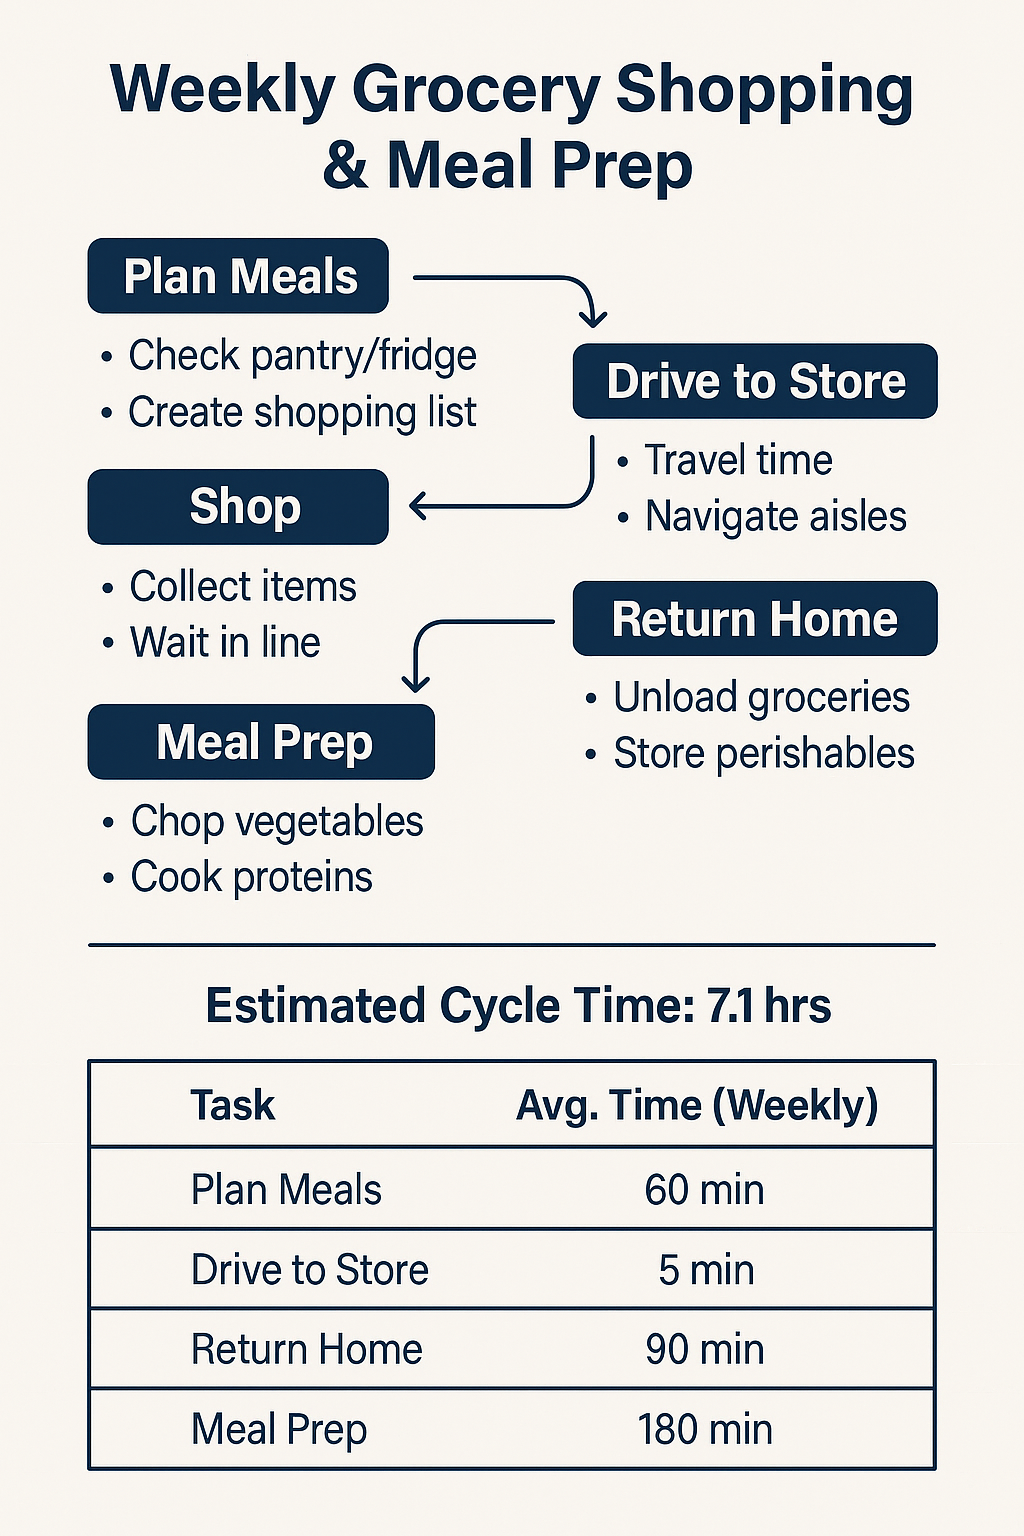 Weekly Grocery Shopping
& Meal Prep
Plan Meals
• Check pantry/fridge
• Create shopping list
Drive to Store
• Travel time
• Navigate aisles
Shop
• Collect items
• Wait in line
Return Home
• Unload groceries
• Store perishables
Meal Prep
• Chop vegetables
• Cook proteins
Estimated Cycle Time: 7.1 hrs
Task Avg. Time (Weekly)
Plan Meals 60 min
Drive to Store 5 min
Return Home 90 min
Meal Prep 180 min